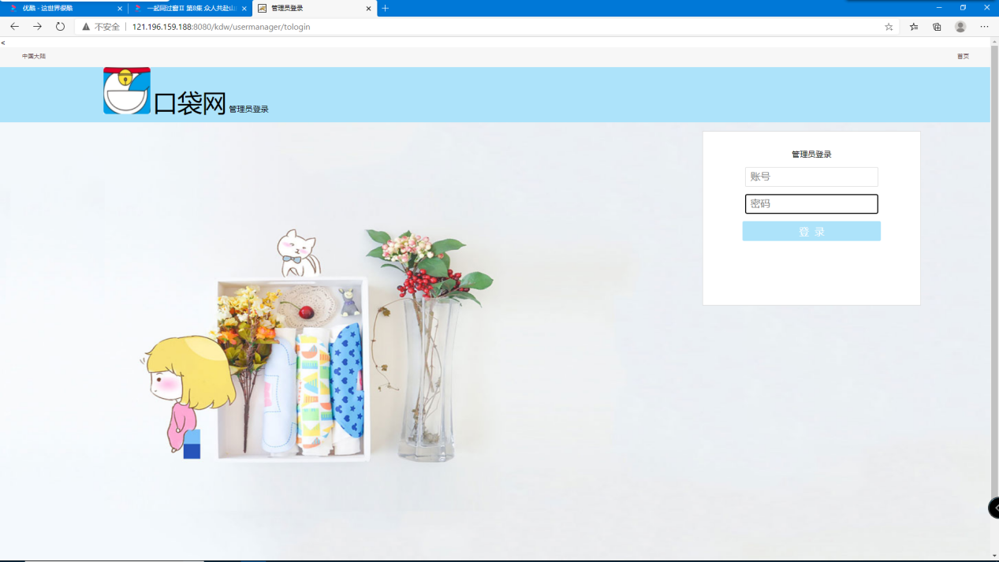 优酷 - 这世界很酷
一起同过窗Ⅱ 第8集 众人共赴山
管理员登录
不安全
121.196.159.188:8080/kdw/usermanager/tologin
<
中国大陆
首页
口袋网 管理员登录
管理员登录
账号
密码
登 录